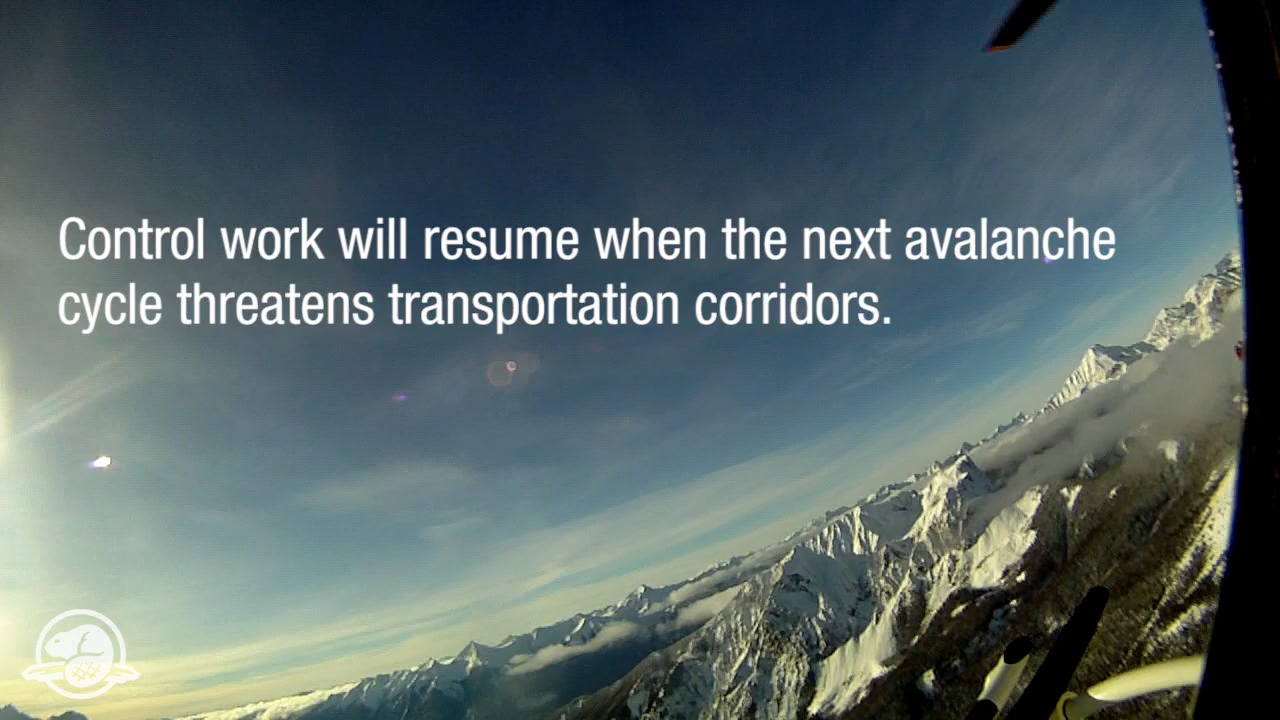 Control work will resume when the next avalanche
cycle threatens transportation corridors.